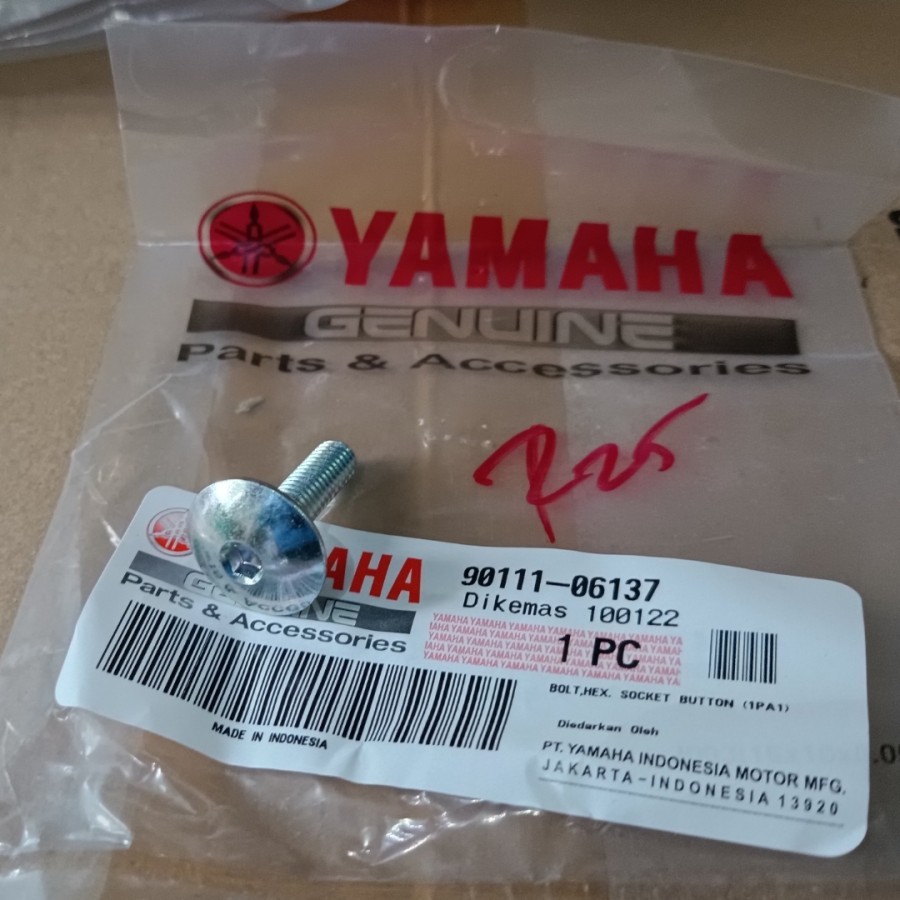 YAMAHA
GENUINE
Parts & Accessories
R25
AHA
90111-06137
GENUINE
Dikemas 100122
Parts & Accessories
1 PC
BOLT,HEX. SOCKET BUTTON (1PA1)
MADE IN INDONESIA
Diedarkan Oleh
PT. YAMAHA INDONESIA MOTOR MFG.
JAKARTA-INDONESIA 13920